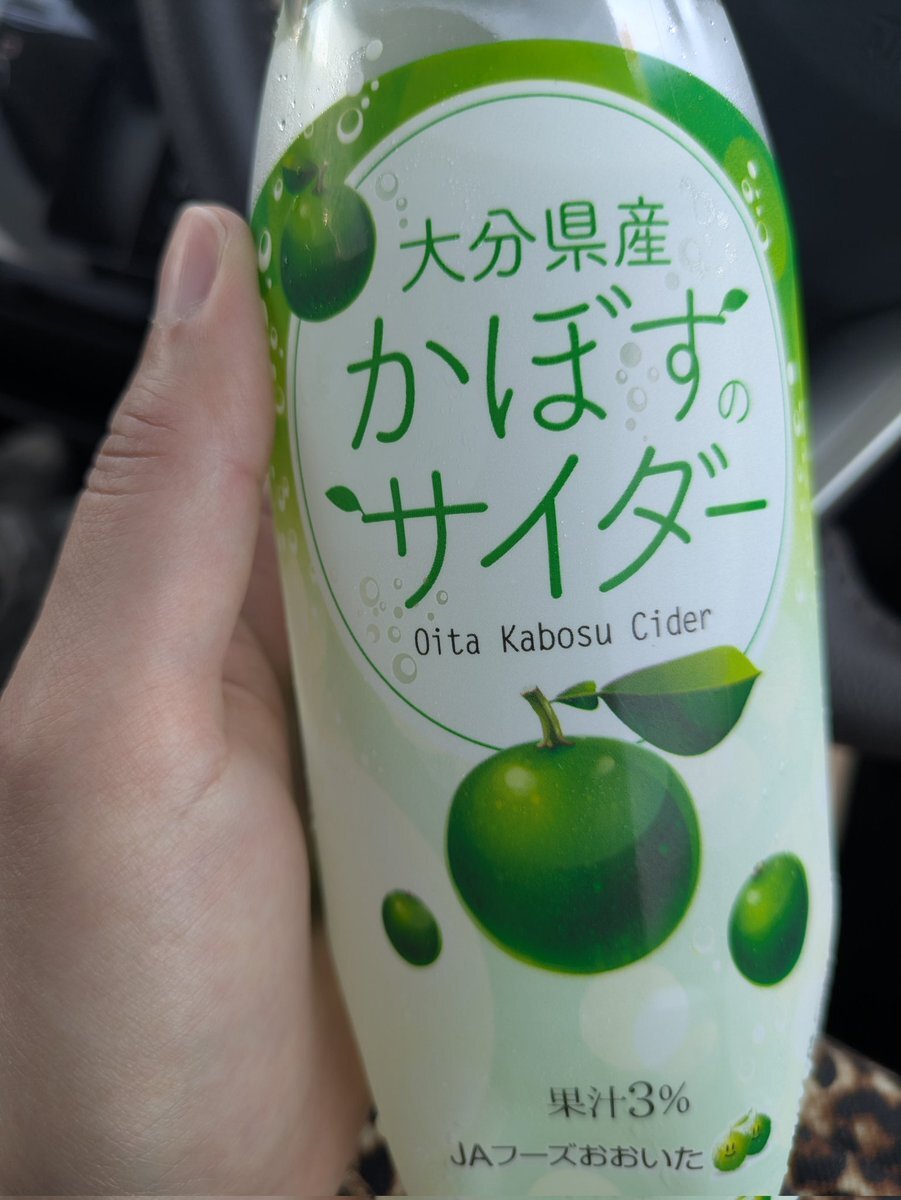 大分県産
かぼすの
サイダー
Oita Kabosu Cider
果汁3%
JAフーズおおいた